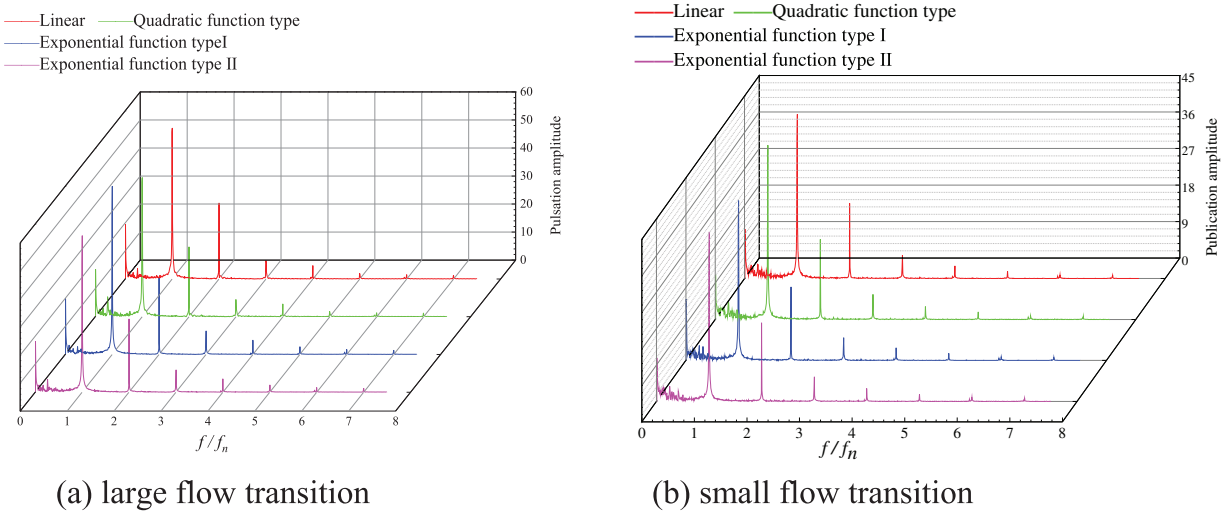 Linear Quadratic function type
Exponential function typeI
Exponential function type II
60
50
40
30
20
10
0
Pulsation amplitude
0 1 2 3 4 5 6 7 8
f/fn
(a) large flow transition
Linear Quadratic function type
Exponential function type I
Exponential function type II
45
36
27
18
9
0
Publication amplitude
0 1 2 3 4 5 6 7 8
f/fn
(b) small flow transition